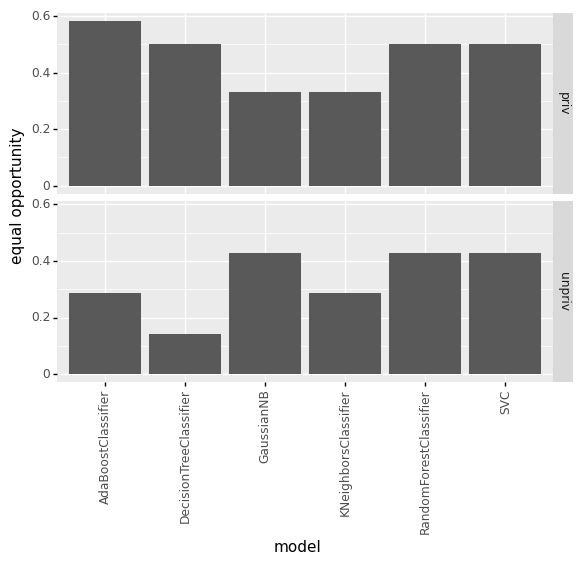 equal opportunity
0.6
0.4
0.2
0
priv
0.6
0.4
0.2
0
unpriv
AdaBoostClassifier
DecisionTreeClassifier
GaussianNB
KNeighborsClassifier
RandomForestClassifier
SVC
model